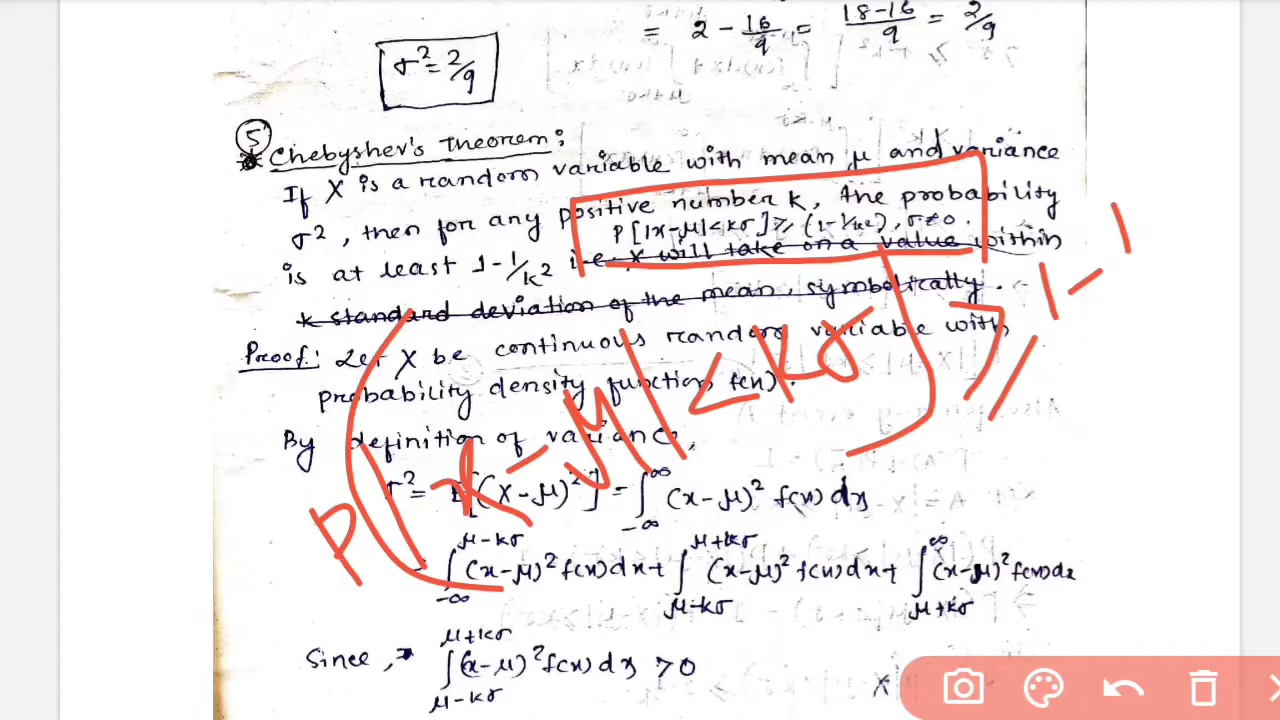 = 2 - 16/9 = 18-16/9 = 2/9
σ² = 2/9
⑤
* Chebyshev's Theorem:
If X is a random variable with mean μ and variance
σ², then for any positive number k, the probability
P[|x-μ|<kσ] ≥ (1-1/k²), σ≠0.
is at least 1-1/k² i.e. X will take on a value within
k standard deviation of the mean, symbolically.
Proof: Let X be continuous random variable with
probability density function f(x).
By definition of variance,
σ² = E[(X-μ)²] = ∫_{-∞}^{∞} (x-μ)² f(x) dx
= ∫_{-∞}^{μ-kσ} (x-μ)² f(x) dx + ∫_{μ-kσ}^{μ+kσ} (x-μ)² f(x) dx + ∫_{μ+kσ}^{∞} (x-μ)² f(x) dx
Since, ∫_{μ-kσ}^{μ+kσ} (x-μ)² f(x) dx > 0
P(|x-μ|<kσ) ≥ 1-1